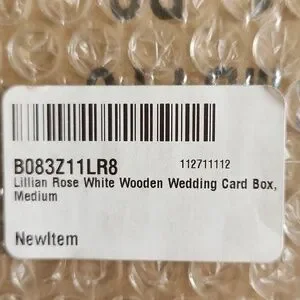 B083Z11LR8 112711112
Lillian Rose White Wooden Wedding Card Box,
Medium
NewItem